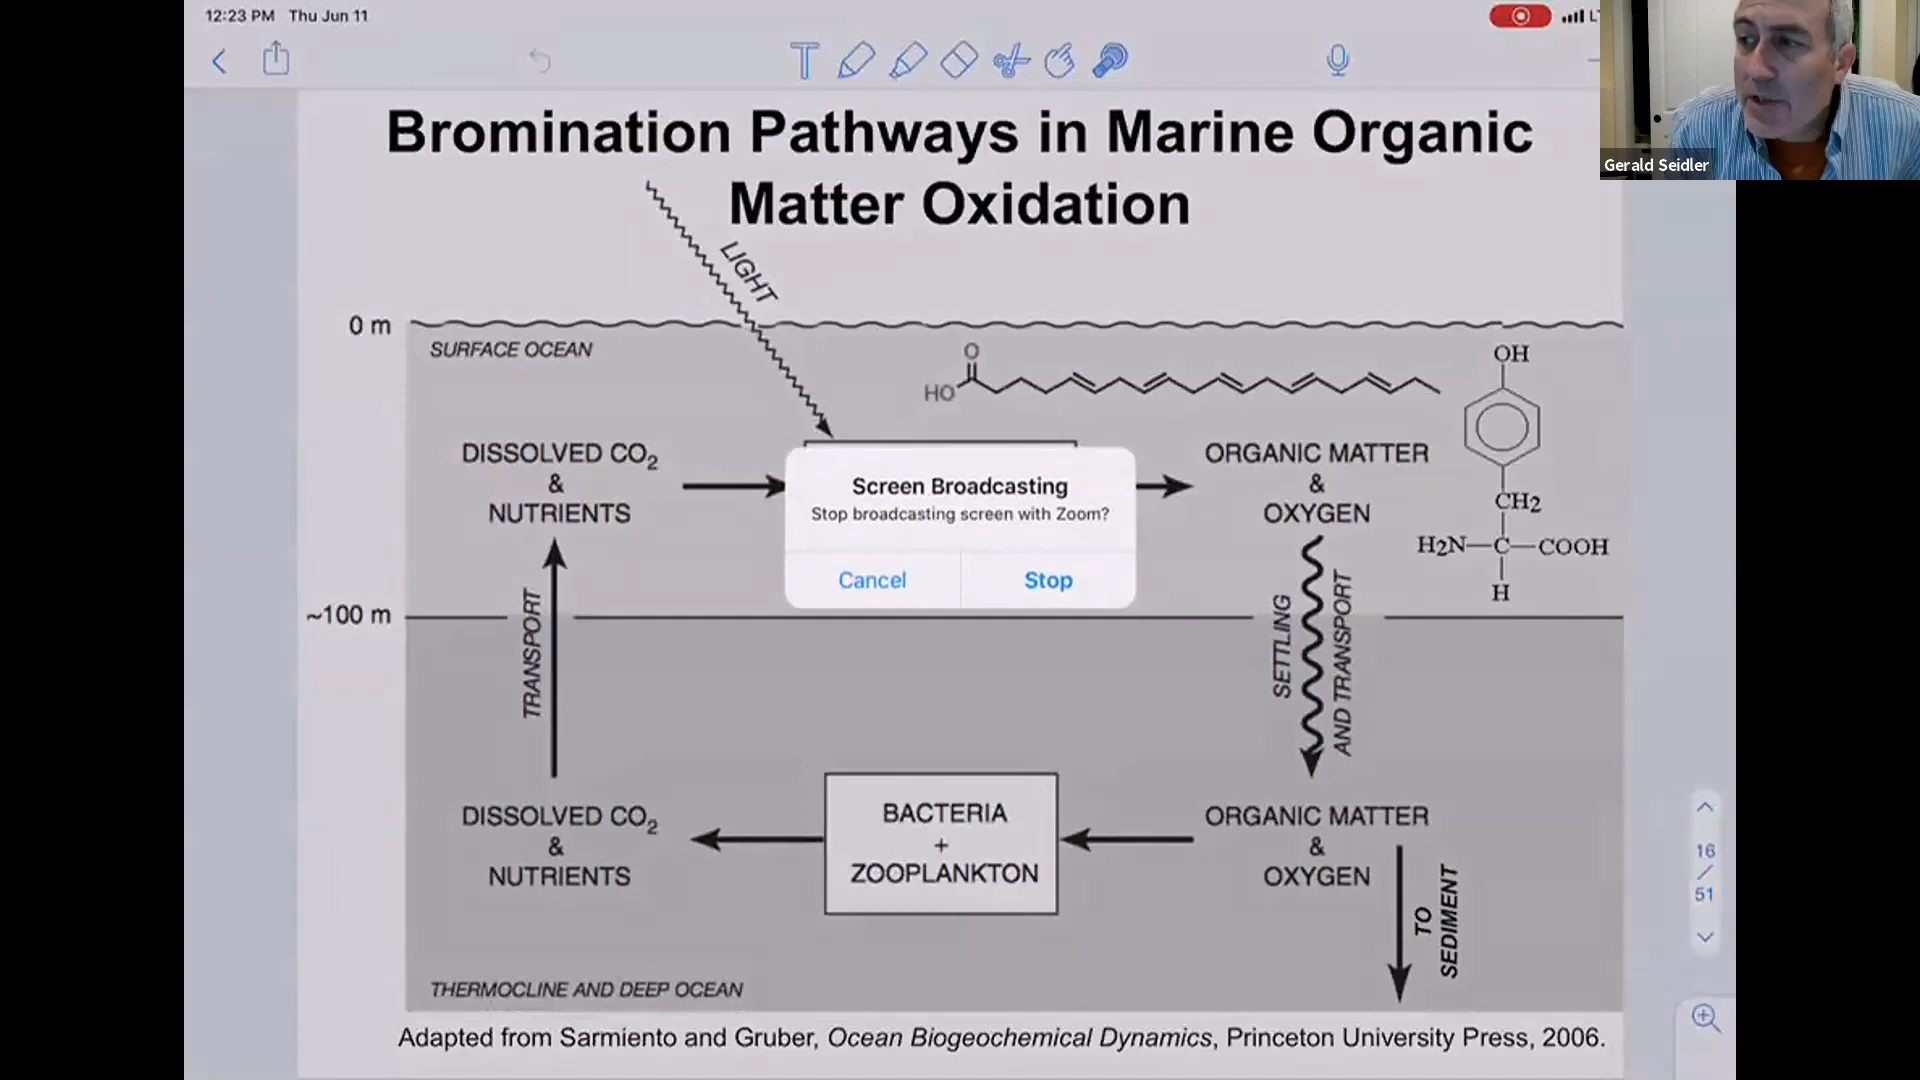 12:23 PM Thu Jun 11
Gerald Seidler
Bromination Pathways in Marine Organic
Matter Oxidation
LIGHT
0 m
SURFACE OCEAN
O
HO
OH
CH2
H2N—C—COOH
H
DISSOLVED CO2
&
NUTRIENTS
Screen Broadcasting
Stop broadcasting screen with Zoom?
Cancel
Stop
ORGANIC MATTER
&
OXYGEN
~100 m
TRANSPORT
SETTLING
AND TRANSPORT
DISSOLVED CO2
&
NUTRIENTS
BACTERIA
+
ZOOPLANKTON
ORGANIC MATTER
&
OXYGEN
TO
SEDIMENT
THERMOCLINE AND DEEP OCEAN
Adapted from Sarmiento and Gruber, Ocean Biogeochemical Dynamics, Princeton University Press, 2006.
16
/
51